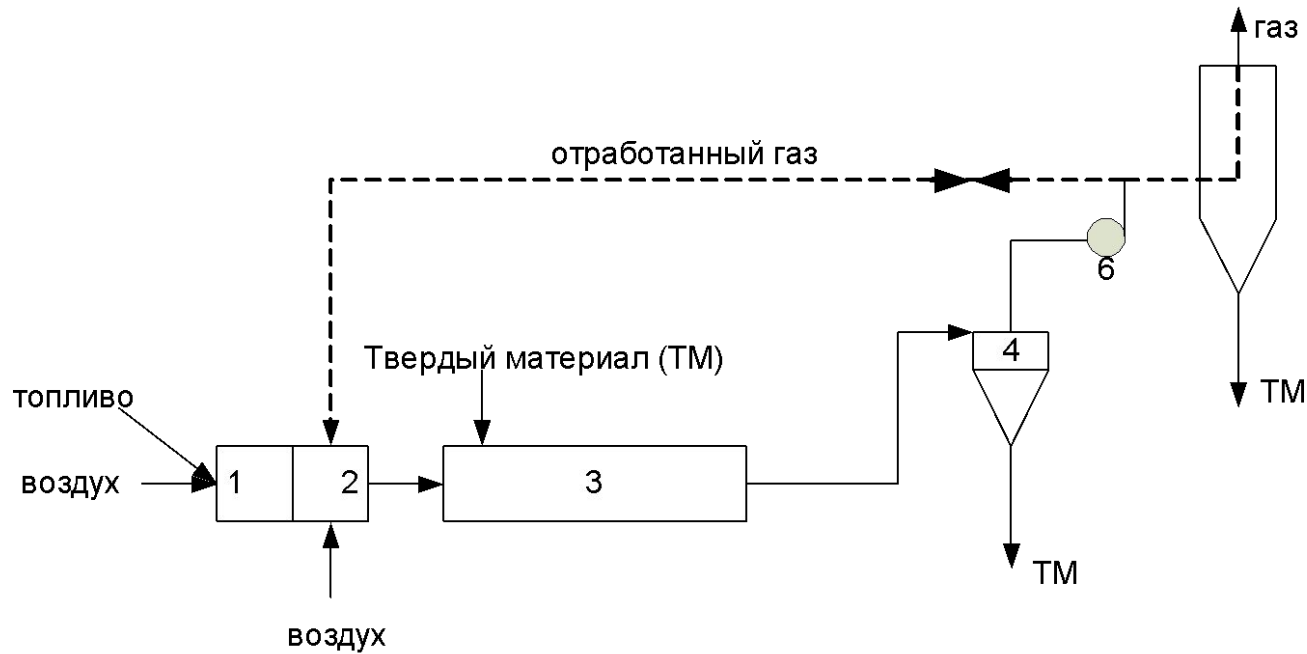 газ
отработанный газ
6
Твердый материал (ТМ)
4
топливо
ТМ
воздух
1
2
3
ТМ
воздух